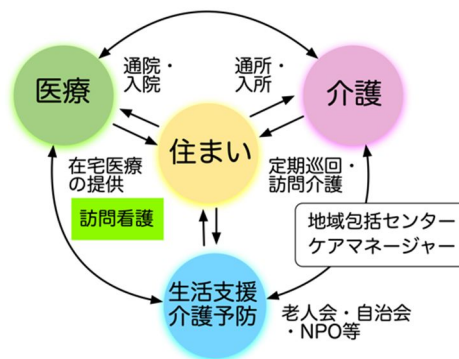 医療
通院・
入院
通所・
入所
介護
住まい
在宅医療
の提供
定期巡回・
訪問介護
訪問看護
地域包括センター
ケアマネージャー
生活支援
介護予防
老人会・自治会
・NPO等